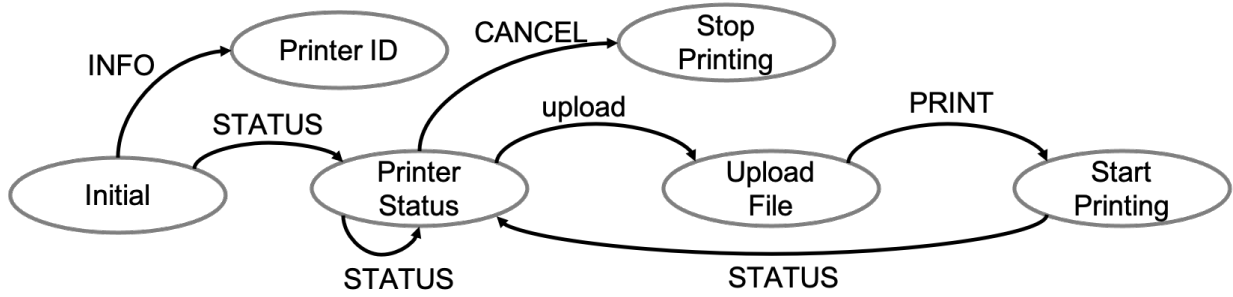 INFO
Printer ID
CANCEL
Stop
Printing
STATUS
upload
PRINT
Initial
Printer
Status
Upload
File
Start
Printing
STATUS
STATUS